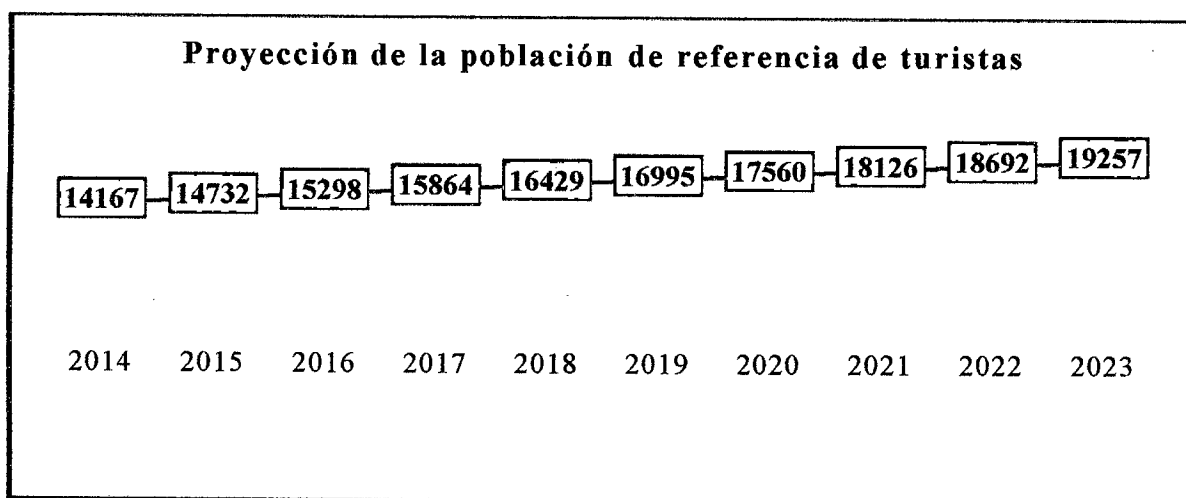 Proyección de la población de referencia de turistas
14167 14732 15298 15864 16429 16995 17560 18126 18692 19257
2014 2015 2016 2017 2018 2019 2020 2021 2022 2023